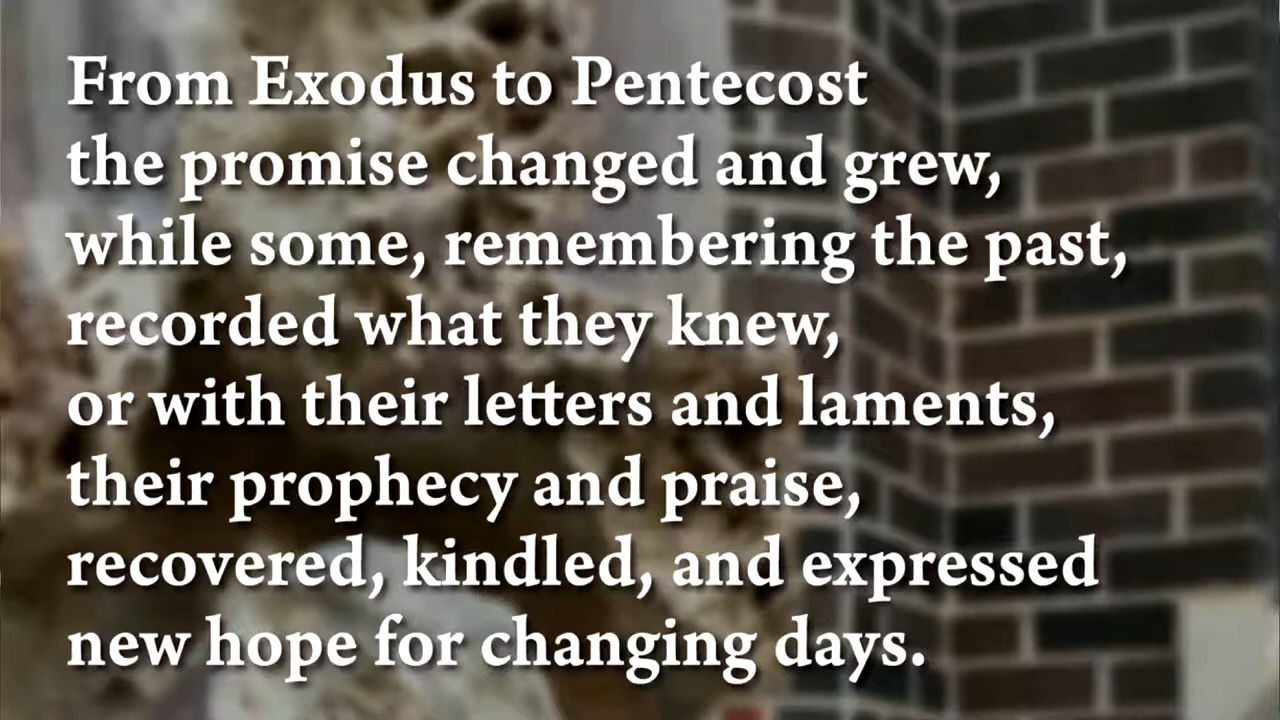 From Exodus to Pentecost
the promise changed and grew,
while some, remembering the past,
recorded what they knew,
or with their letters and laments,
their prophecy and praise,
recovered, kindled, and expressed
new hope for changing days.